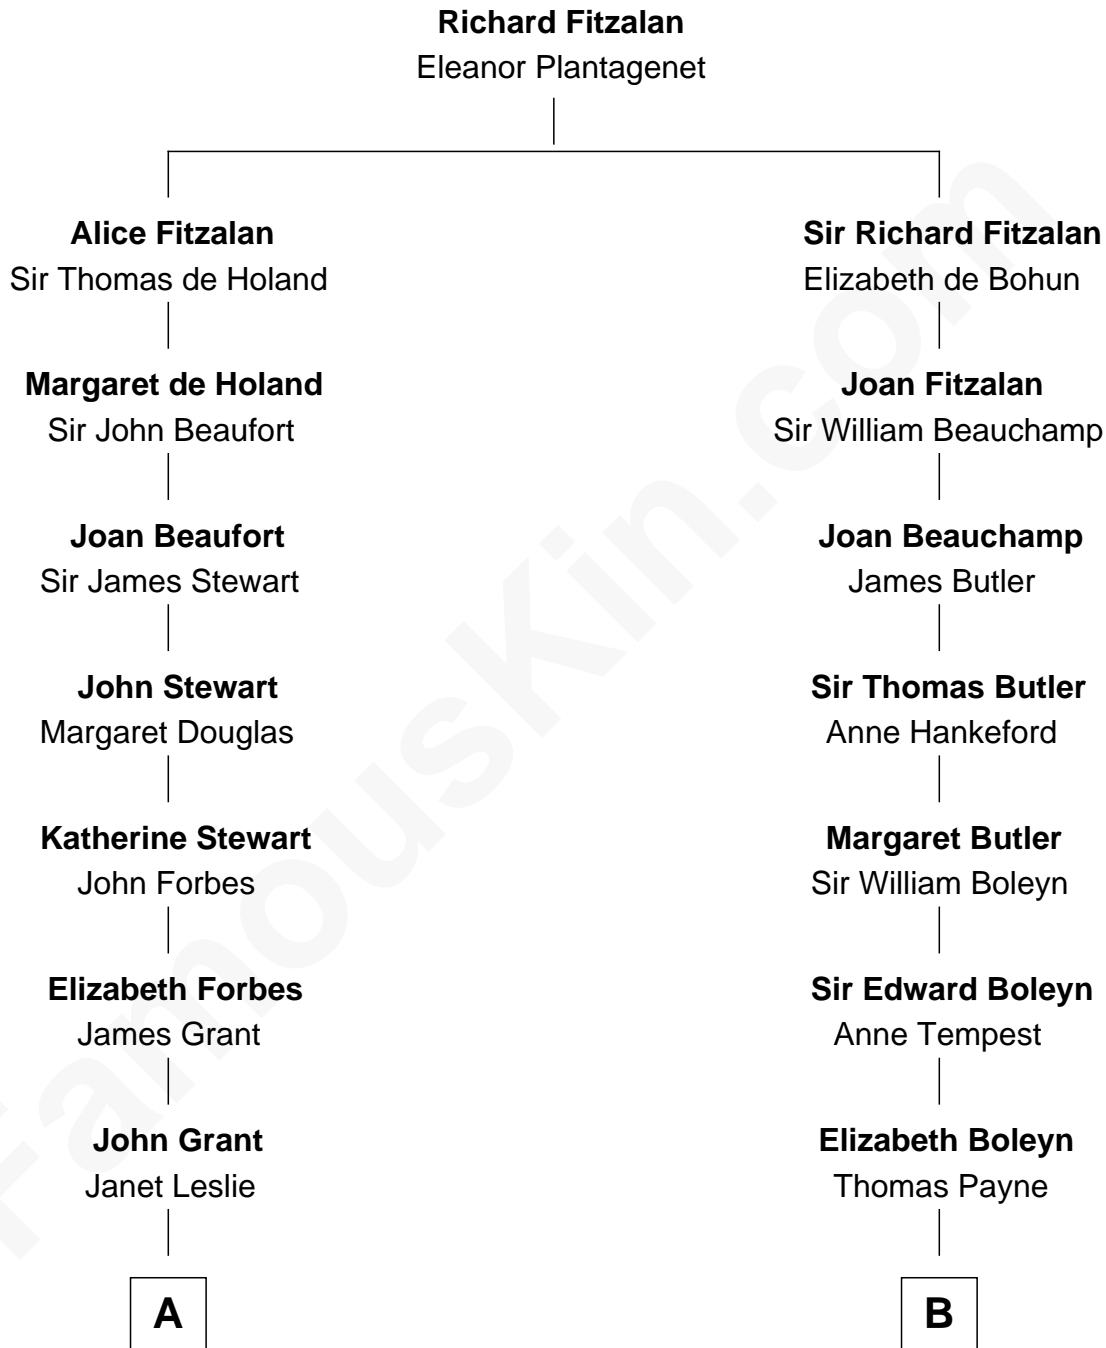 Richard Fitzalan
Eleanor Plantagenet
Alice Fitzalan
Sir Thomas de Holand
Margaret de Holand
Sir John Beaufort
Joan Beaufort
Sir James Stewart
John Stewart
Margaret Douglas
Katherine Stewart
John Forbes
Elizabeth Forbes
James Grant
John Grant
Janet Leslie
A
Sir Richard Fitzalan
Elizabeth de Bohun
Joan Fitzalan
Sir William Beauchamp
Joan Beauchamp
James Butler
Sir Thomas Butler
Anne Hankeford
Margaret Butler
Sir William Boleyn
Sir Edward Boleyn
Anne Tempest
Elizabeth Boleyn
Thomas Payne
B
FamousKin.com